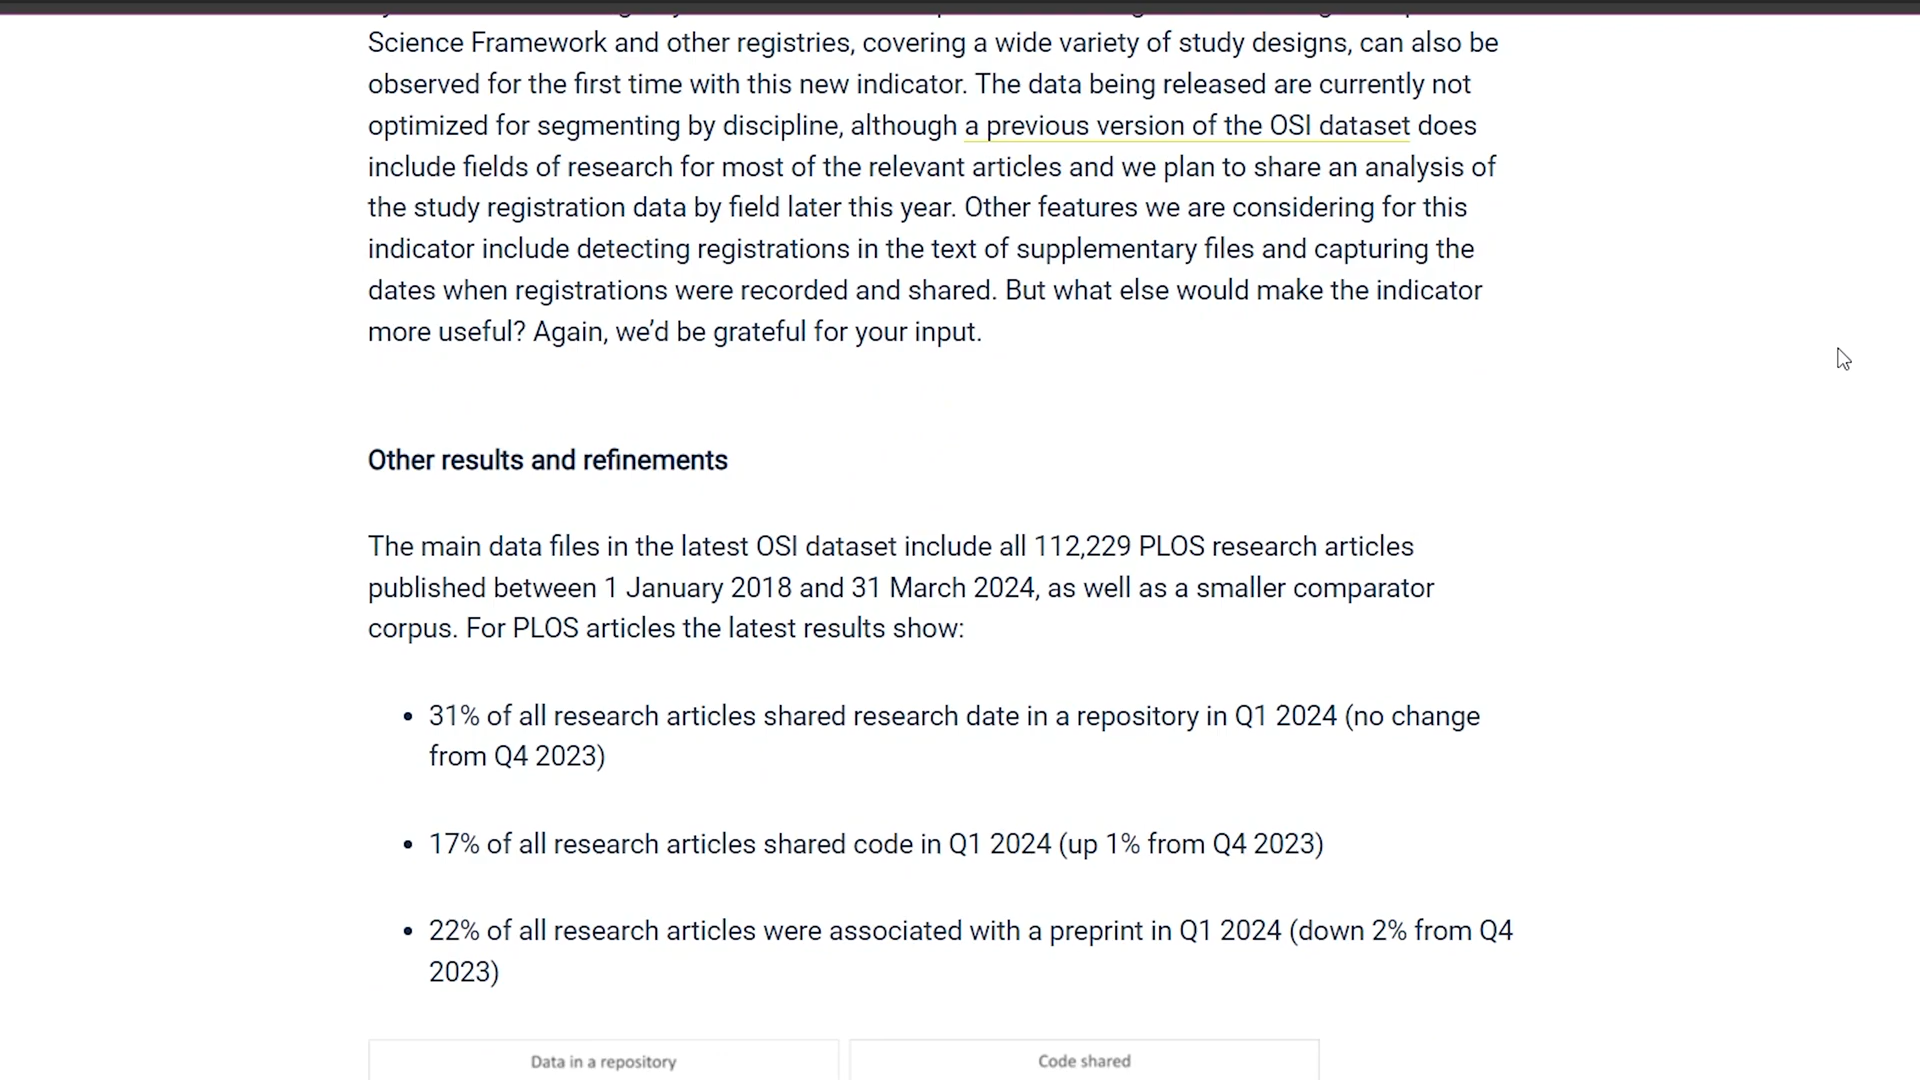 Science Framework and other registries, covering a wide variety of study designs, can also be
observed for the first time with this new indicator. The data being released are currently not
optimized for segmenting by discipline, although a previous version of the OSI dataset does
include fields of research for most of the relevant articles and we plan to share an analysis of
the study registration data by field later this year. Other features we are considering for this
indicator include detecting registrations in the text of supplementary files and capturing the
dates when registrations were recorded and shared. But what else would make the indicator
more useful? Again, we’d be grateful for your input.
Other results and refinements
The main data files in the latest OSI dataset include all 112,229 PLOS research articles
published between 1 January 2018 and 31 March 2024, as well as a smaller comparator
corpus. For PLOS articles the latest results show:
• 31% of all research articles shared research date in a repository in Q1 2024 (no change
from Q4 2023)
• 17% of all research articles shared code in Q1 2024 (up 1% from Q4 2023)
• 22% of all research articles were associated with a preprint in Q1 2024 (down 2% from Q4
2023)
Data in a repository
Code shared